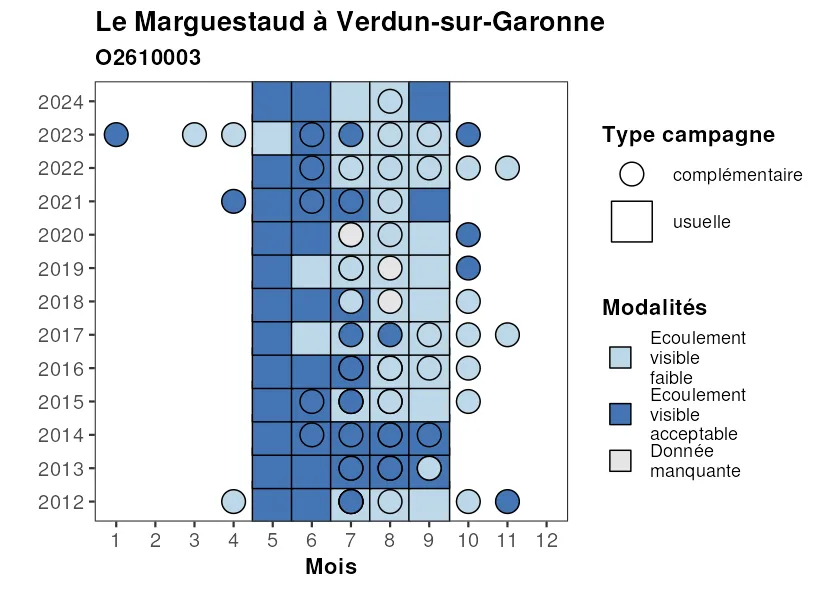 Le Marguestaud à Verdun-sur-Garonne
O2610003
2024
2023
2022
2021
2020
2019
2018
2017
2016
2015
2014
2013
2012
1 2 3 4 5 6 7 8 9 10 11 12
Mois
Type campagne
complémentaire
usuelle
Modalités
Ecoulement
visible
faible
Ecoulement
visible
acceptable
Donnée
manquante